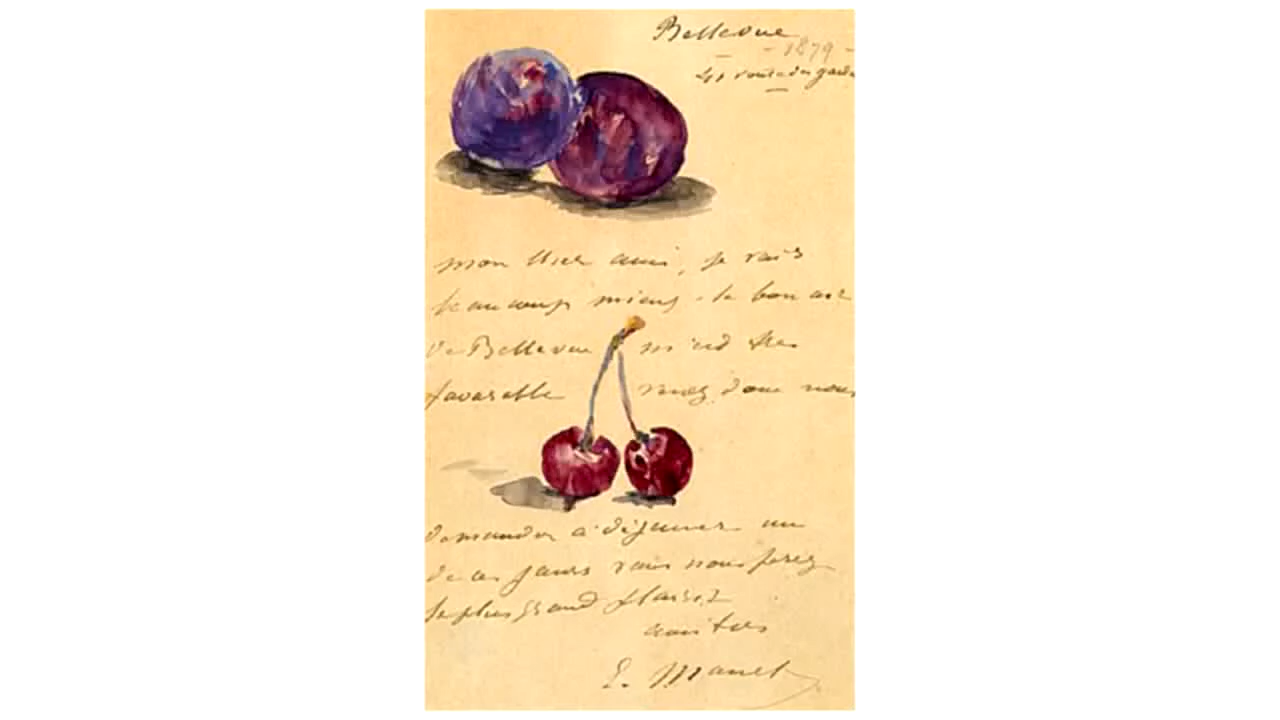 Bellevue
- 1879 -
41 route des gardes
mon cher ami, je vais
beaucoup mieux - le bon air
de Bellevue m'est très
favorable venez donc nous
demander à déjeuner un
de ces jours vous nous ferez
le plus grand plaisir
amitiés
E. Manet